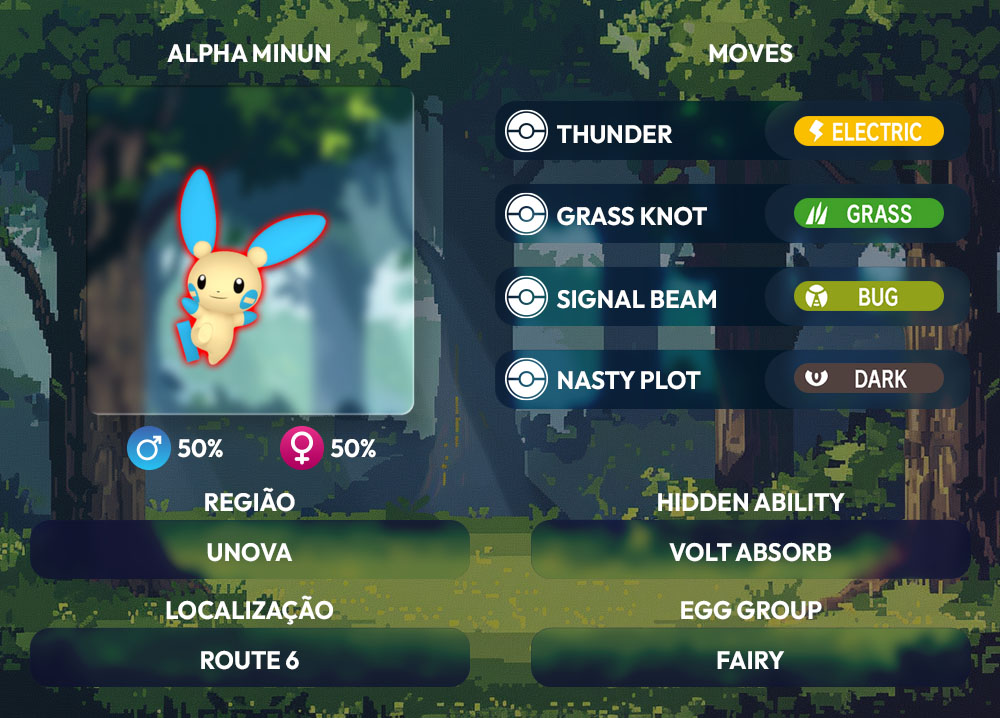 ALPHA MINUN
♂ 50% ♀ 50%
REGIÃO
UNOVA
LOCALIZAÇÃO
ROUTE 6
MOVES
THUNDER ELECTRIC
GRASS KNOT GRASS
SIGNAL BEAM BUG
NASTY PLOT DARK
HIDDEN ABILITY
VOLT ABSORB
EGG GROUP
FAIRY